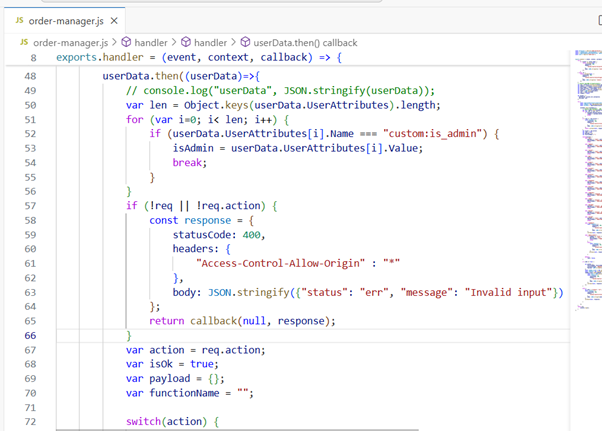 JS order-manager.js ×
JS order-manager.js > handler > handler > userData.then() callback
8 exports.handler = (event, context, callback) => {
48 userData.then((userData)=>{
49 // console.log("userData", JSON.stringify(userData));
50 var len = Object.keys(userData.UserAttributes).length;
51 for (var i=0; i< len; i++) {
52 if (userData.UserAttributes[i].Name === "custom:is_admin") {
53 isAdmin = userData.UserAttributes[i].Value;
54 break;
55 }
56 }
57 if (!req || !req.action) {
58 const response = {
59 statusCode: 400,
60 headers: {
61 "Access-Control-Allow-Origin" : "*"
62 },
63 body: JSON.stringify({"status": "err", "message": "Invalid input"})
64 };
65 return callback(null, response);
66 }
67 var action = req.action;
68 var isOk = true;
69 var payload = {};
70 var functionName = "";
71
72 switch(action) {